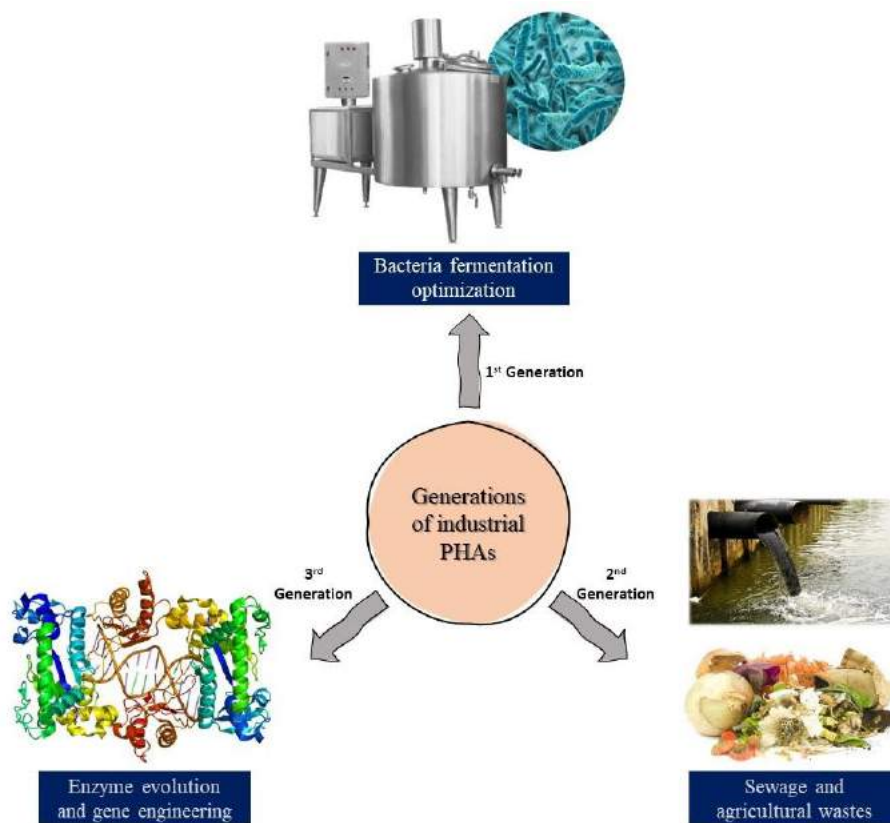 Bacteria fermentation
optimization
1st Generation
Generations
of industrial
PHAs
3rd
Generation
2nd
Generation
Enzyme evolution
and gene engineering
Sewage and
agricultural wastes